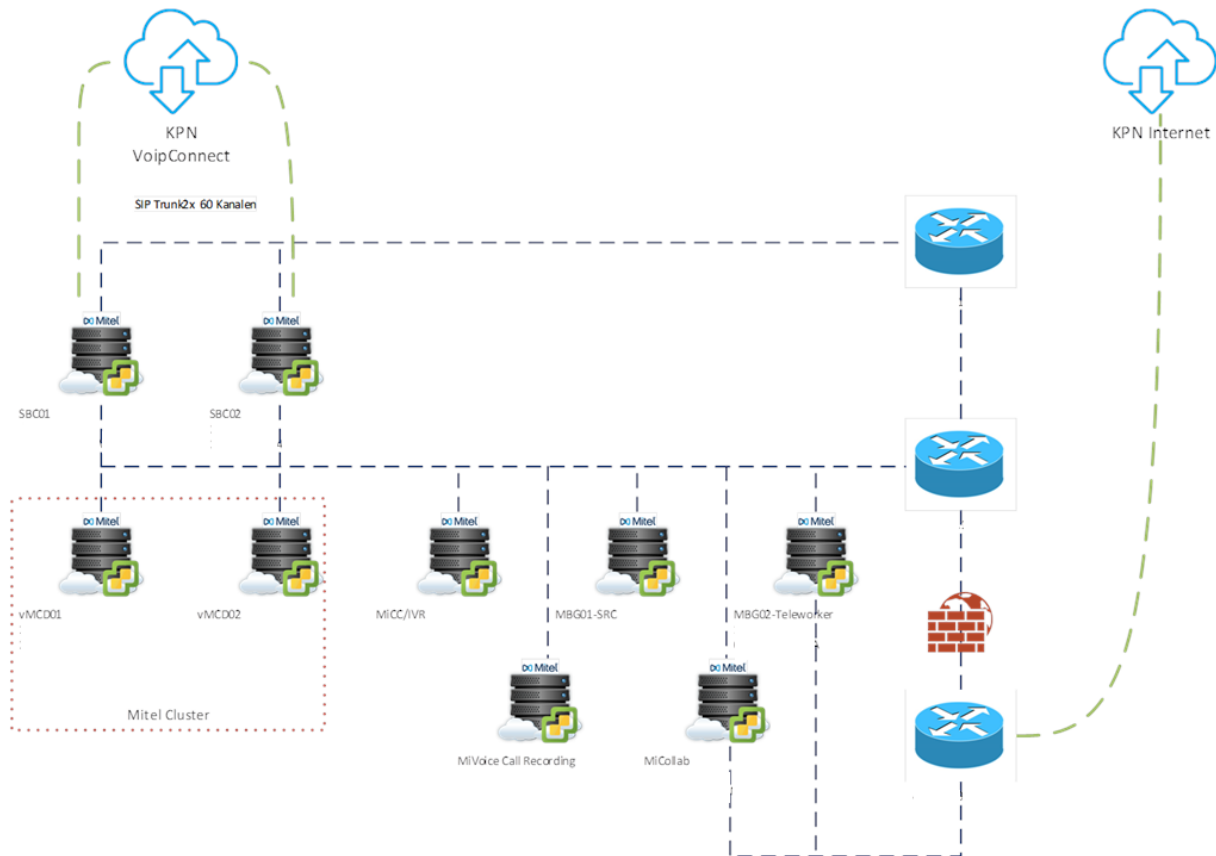 KPN
VoipConnect
KPN Internet
SIP Trunk2x 60 Kanalen
Mitel
Mitel
SBC01
SBC02
Mitel
Mitel
Mitel
Mitel
Mitel
vMCD01
vMCD02
MiCC/IVR
MBG01-SRC
MBG02-Teleworker
Mitel
Mitel
Mitel Cluster
MiVoice Call Recording
MiCollab